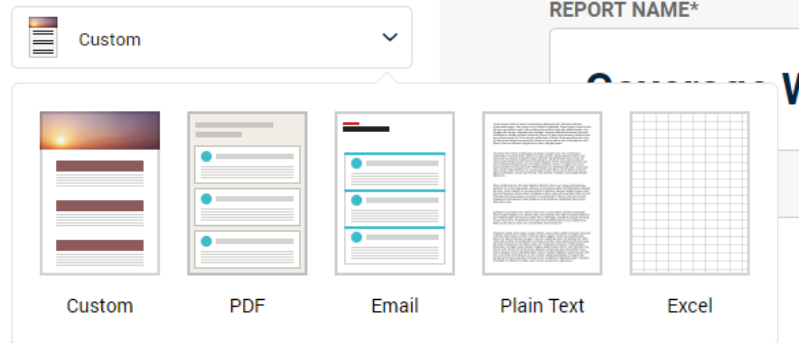 REPORT NAME*
Custom
Custom
PDF
Email
Plain Text
Excel